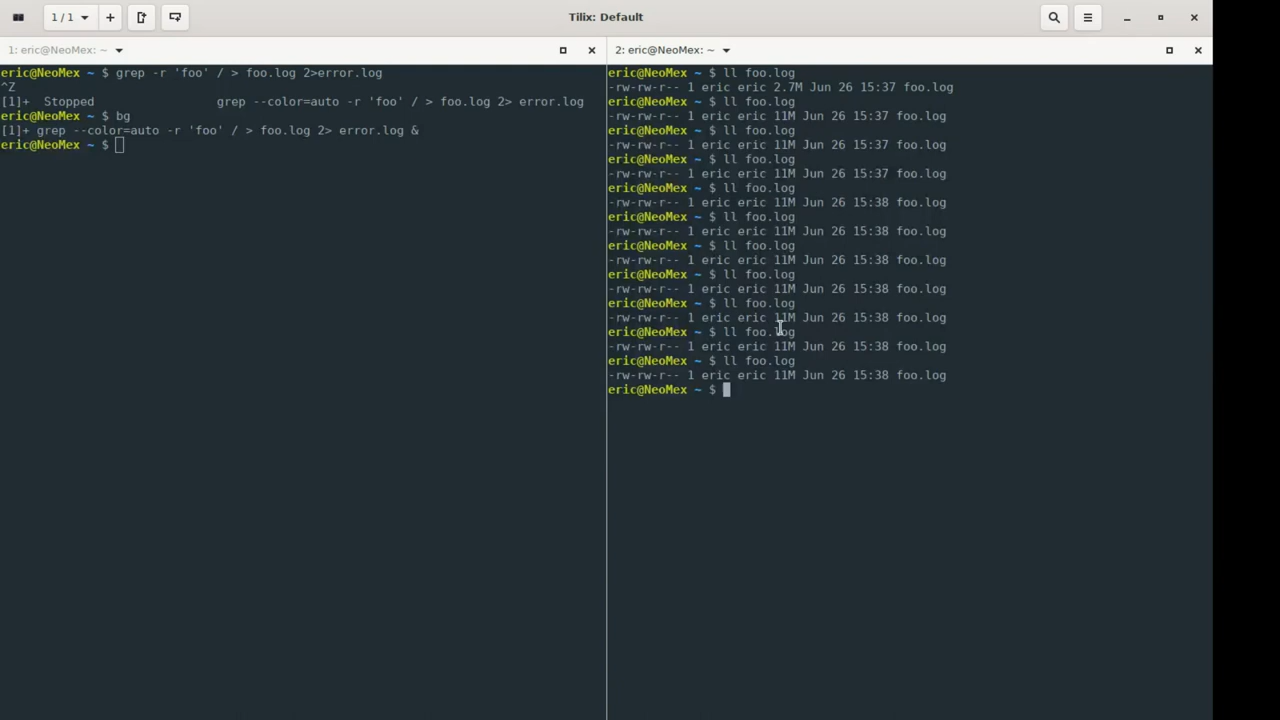 1 / 1
Tilix: Default
1: eric@NeoMex: ~
eric@NeoMex ~ $ grep -r 'foo' / > foo.log 2>error.log
^Z
[1]+  Stopped                 grep --color=auto -r 'foo' / > foo.log 2> error.log
eric@NeoMex ~ $ bg
[1]+ grep --color=auto -r 'foo' / > foo.log 2> error.log &
eric@NeoMex ~ $
2: eric@NeoMex: ~
eric@NeoMex ~ $ ll foo.log
-rw-rw-r-- 1 eric eric 2.7M Jun 26 15:37 foo.log
eric@NeoMex ~ $ ll foo.log
-rw-rw-r-- 1 eric eric 11M Jun 26 15:37 foo.log
eric@NeoMex ~ $ ll foo.log
-rw-rw-r-- 1 eric eric 11M Jun 26 15:37 foo.log
eric@NeoMex ~ $ ll foo.log
-rw-rw-r-- 1 eric eric 11M Jun 26 15:37 foo.log
eric@NeoMex ~ $ ll foo.log
-rw-rw-r-- 1 eric eric 11M Jun 26 15:38 foo.log
eric@NeoMex ~ $ ll foo.log
-rw-rw-r-- 1 eric eric 11M Jun 26 15:38 foo.log
eric@NeoMex ~ $ ll foo.log
-rw-rw-r-- 1 eric eric 11M Jun 26 15:38 foo.log
eric@NeoMex ~ $ ll foo.log
-rw-rw-r-- 1 eric eric 11M Jun 26 15:38 foo.log
eric@NeoMex ~ $ ll foo.log
-rw-rw-r-- 1 eric eric 11M Jun 26 15:38 foo.log
eric@NeoMex ~ $ ll foo.log
-rw-rw-r-- 1 eric eric 11M Jun 26 15:38 foo.log
eric@NeoMex ~ $ ll foo.log
-rw-rw-r-- 1 eric eric 11M Jun 26 15:38 foo.log
eric@NeoMex ~ $